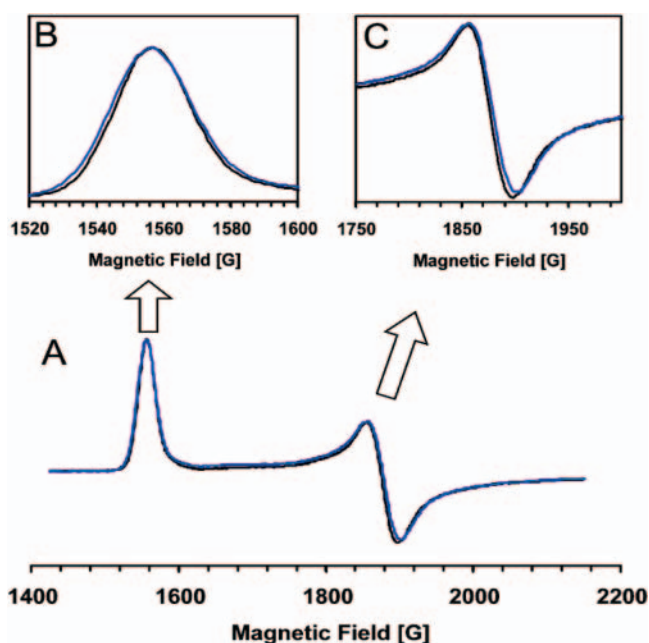 B
C
1520 1540 1560 1580 1600
1750 1850 1950
Magnetic Field [G]
Magnetic Field [G]
A
1400 1600 1800 2000 2200
Magnetic Field [G]